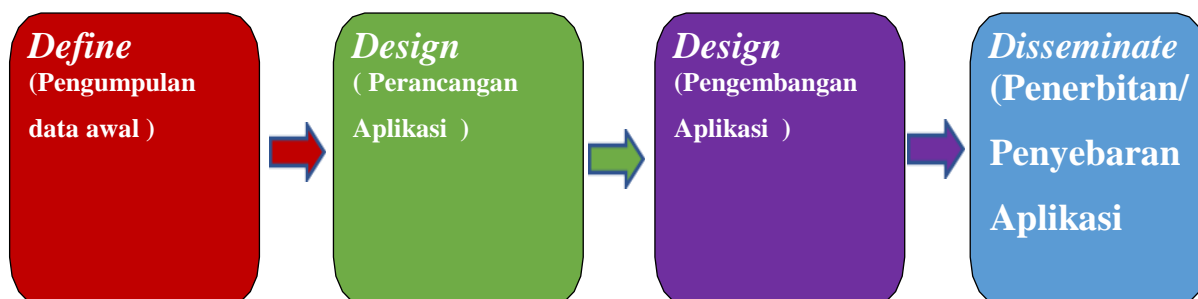 Define
(Pengumpulan
data awal )
Design
( Perancangan
Aplikasi )
Design
(Pengembangan
Aplikasi )
Disseminate
(Penerbitan/
Penyebaran
Aplikasi